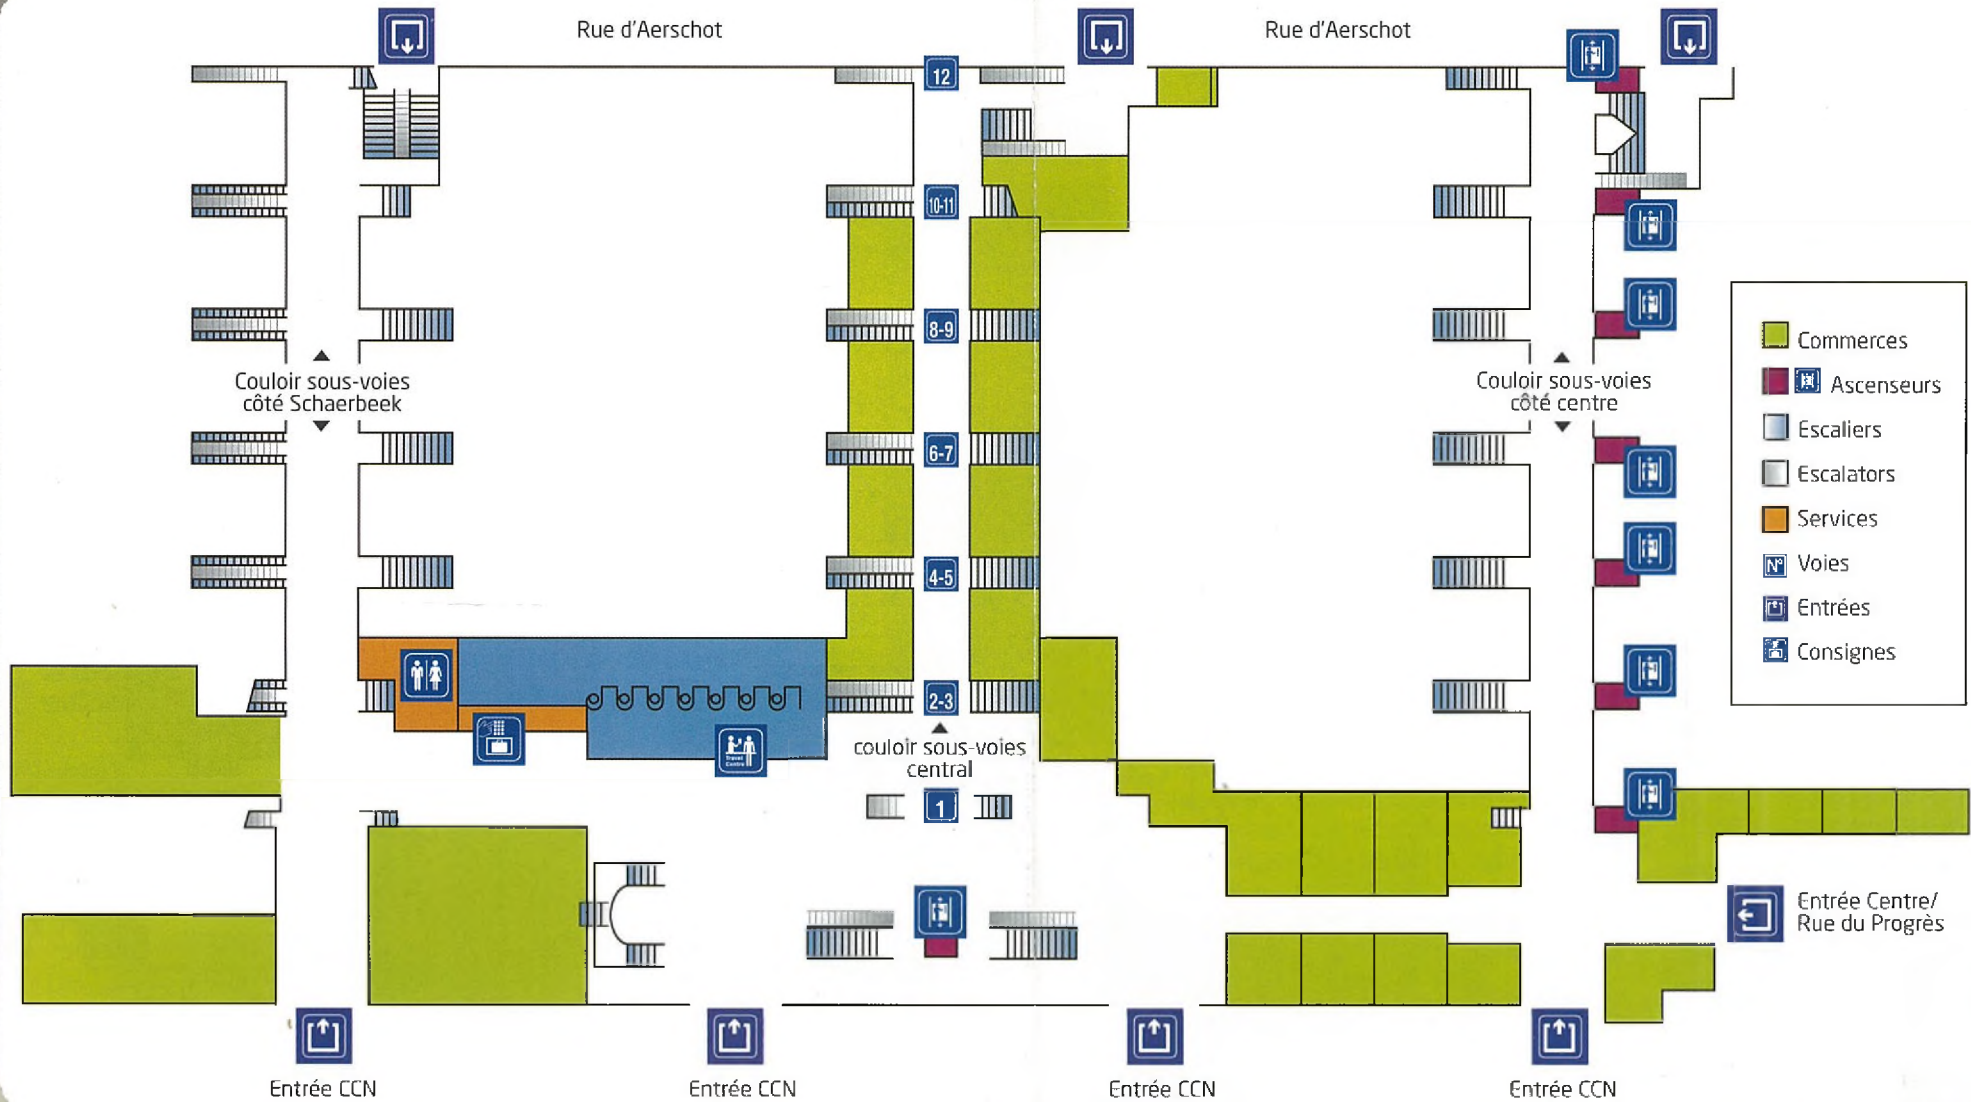 Rue d'Aerschot
Rue d'Aerschot
12
10-11
8-9
Couloir sous-voies
côté Schaerbeek
Couloir sous-voies
côté centre
6-7
4-5
2-3
couloir sous-voies
central
1
Travel
Centre
Commerces
Ascenseurs
Escaliers
Escalators
Services
N°
Voies
Entrées
Consignes
Entrée Centre/
Rue du Progrès
Entrée CCN
Entrée CCN
Entrée CCN
Entrée CCN